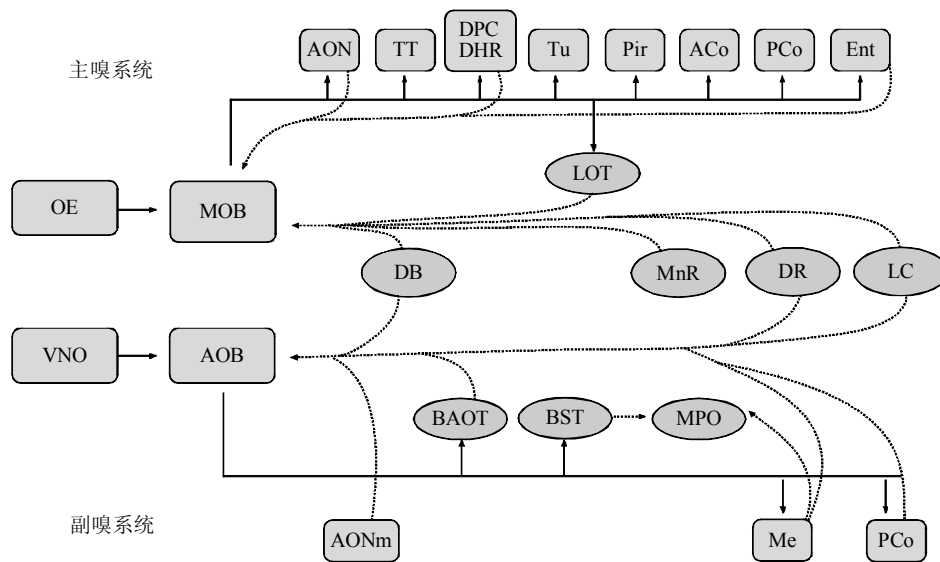 主嗅系统
AON
TT
DPC
DHR
Tu
Pir
ACo
PCo
Ent
LOT
OE
MOB
DB
MnR
DR
LC
VNO
AOB
BAOT
BST
MPO
副嗅系统
AONm
Me
PCo